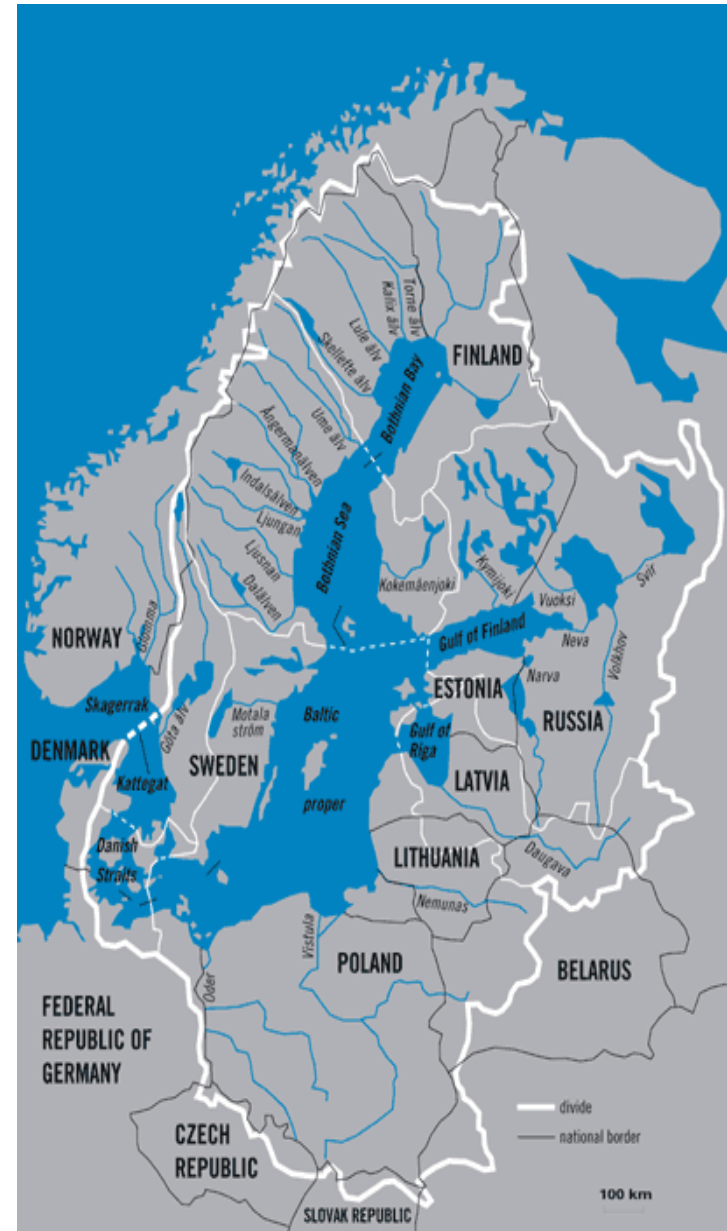 Torne älv
Kalix älv
Lule älv
Skellefte älv
FINLAND
Bothnian Bay
Ume älv
Ångermanälven
Indalsälven
Ljungan
Bothnian Sea
Ljusnan
Dalälven
Kokemäenjoki
Kymijoki
Vuoksi
Svir
NORWAY
Glomma
Gulf of Finland
Neva
Volkhov
Skagerrak
Göta älv
Motala
ström
Baltic
ESTONIA
Narva
RUSSIA
DENMARK
SWEDEN
Gulf of
Riga
Kattegat
LATVIA
proper
Danish
Straits
LITHUANIA
Daugava
Nemunas
Vistula
POLAND
Oder
BELARUS
FEDERAL
REPUBLIC OF
GERMANY
divide
national border
CZECH
REPUBLIC
100 km
SLOVAK REPUBLIC